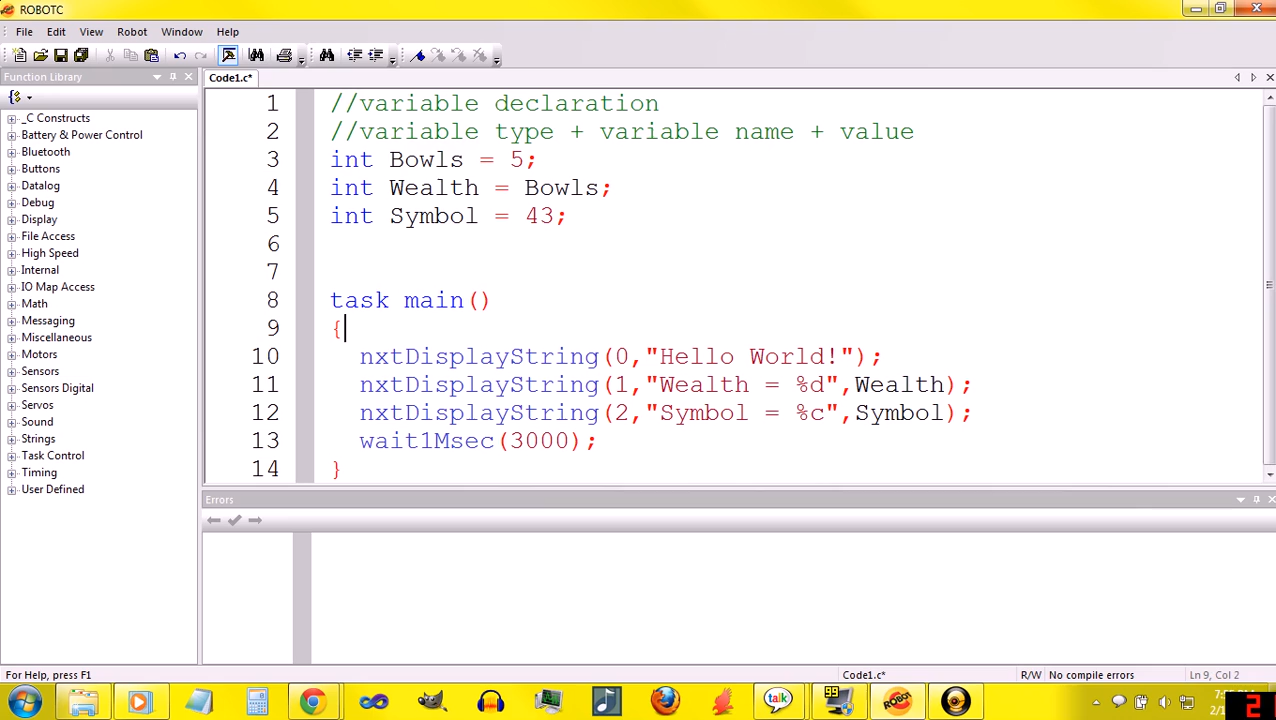 ROBOTC
File Edit View Robot Window Help
Function Library
Code1.c*
_C Constructs
Battery & Power Control
Bluetooth
Buttons
Datalog
Debug
Display
File Access
High Speed
Internal
IO Map Access
Math
Messaging
Miscellaneous
Motors
Sensors
Sensors Digital
Servos
Sound
Strings
Task Control
Timing
User Defined
1 //variable declaration
2 //variable type + variable name + value
3 int Bowls = 5;
4 int Wealth = Bowls;
5 int Symbol = 43;
6
7
8 task main()
9 {
10 nxtDisplayString(0,"Hello World!");
11 nxtDisplayString(1,"Wealth = %d",Wealth);
12 nxtDisplayString(2,"Symbol = %c",Symbol);
13 wait1Msec(3000);
14 }
Errors
For Help, press F1
Code1.c* R/W No compile errors Ln 9, Col 2
talk
99
ROBOT
2